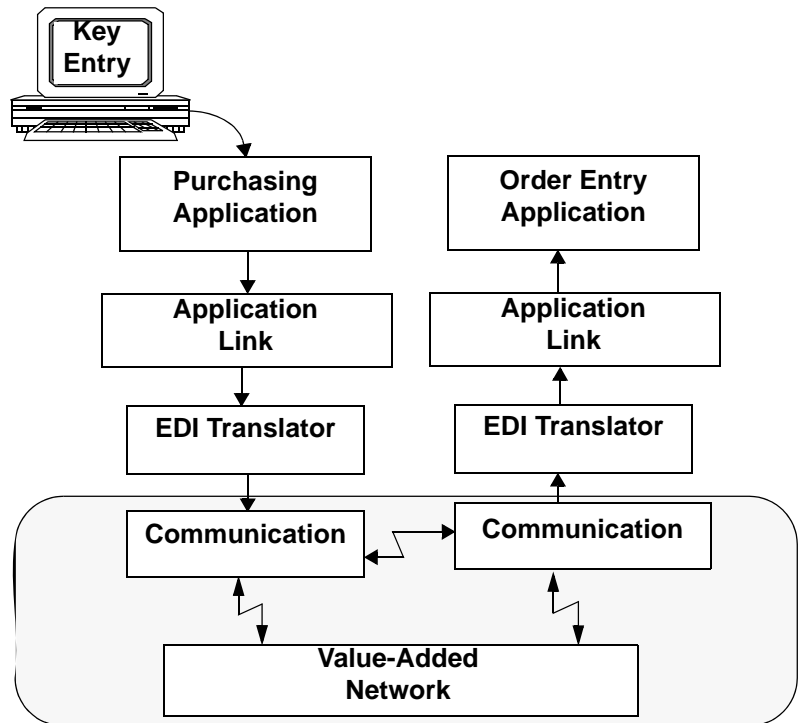 Key
Entry
Purchasing
Application
Order Entry
Application
Application
Link
Application
Link
EDI Translator
EDI Translator
Communication
Communication
Value-Added
Network